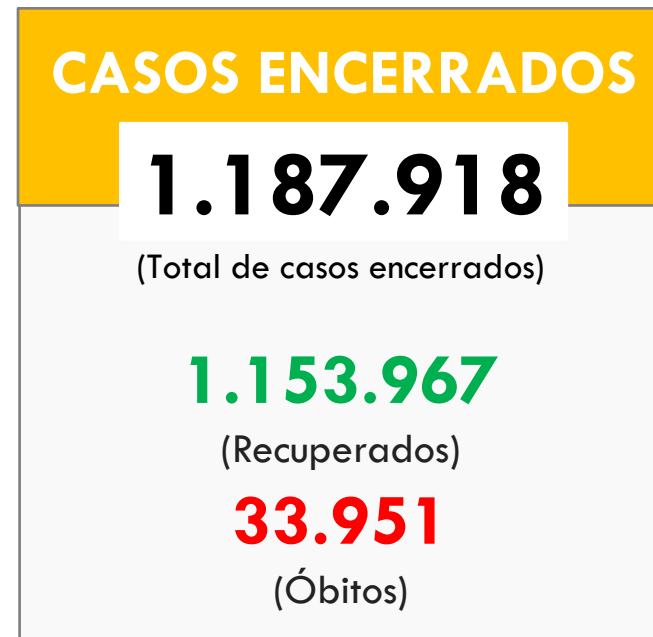 CASOS ENCERRADOS
1.187.918
(Total de casos encerrados)
1.153.967
(Recuperados)
33.951
(Óbitos)